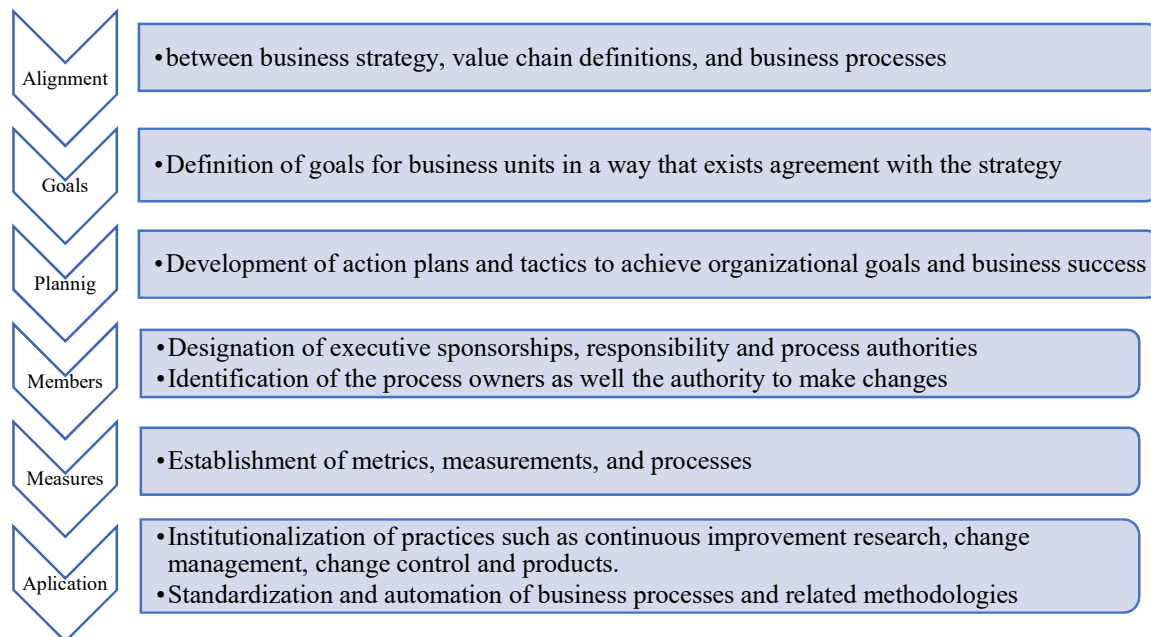 Alignment
•between business strategy, value chain definitions, and business processes
Goals
•Definition of goals for business units in a way that exists agreement with the strategy
Plannig
•Development of action plans and tactics to achieve organizational goals and business success
Members
•Designation of executive sponsorships, responsibility and process authorities
•Identification of the process owners as well the authority to make changes
Measures
•Establishment of metrics, measurements, and processes
Aplication
•Institutionalization of practices such as continuous improvement research, change
management, change control and products.
•Standardization and automation of business processes and related methodologies